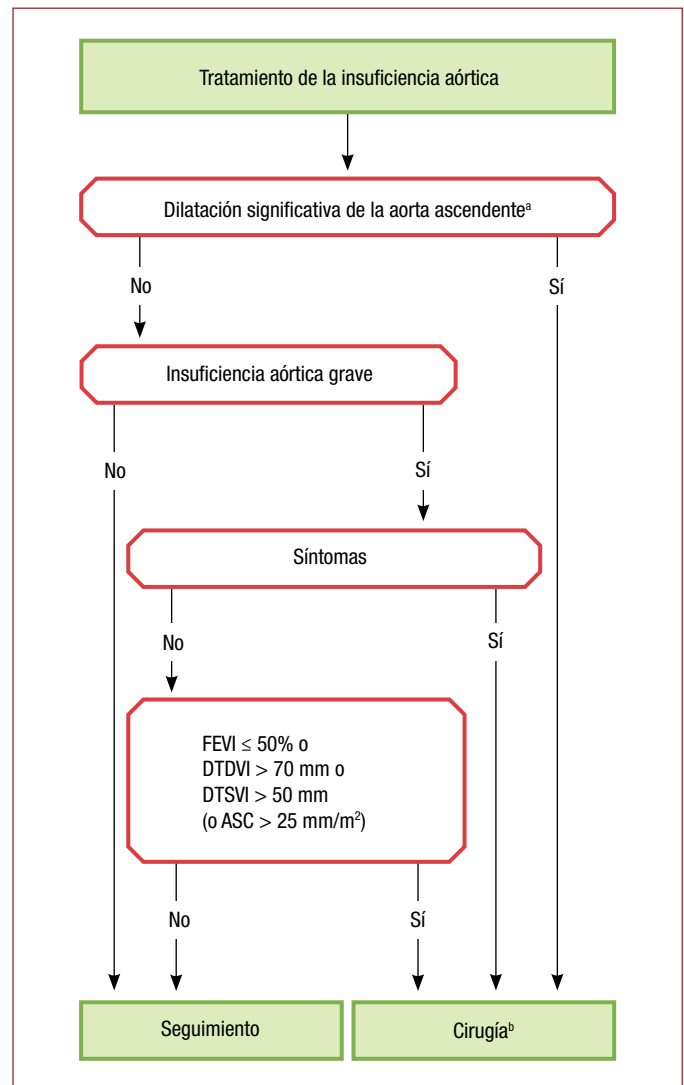 Tratamiento de la insuficiencia aórtica
Dilatación significativa de la aorta ascendenteᵃ
No
Sí
Insuficiencia aórtica grave
No
Sí
Síntomas
No
Sí
FEVI ≤ 50% o
DTDVI > 70 mm o
DTSVI > 50 mm
(o ASC > 25 mm/m²)
No
Sí
Seguimiento
Cirugíaᵇ